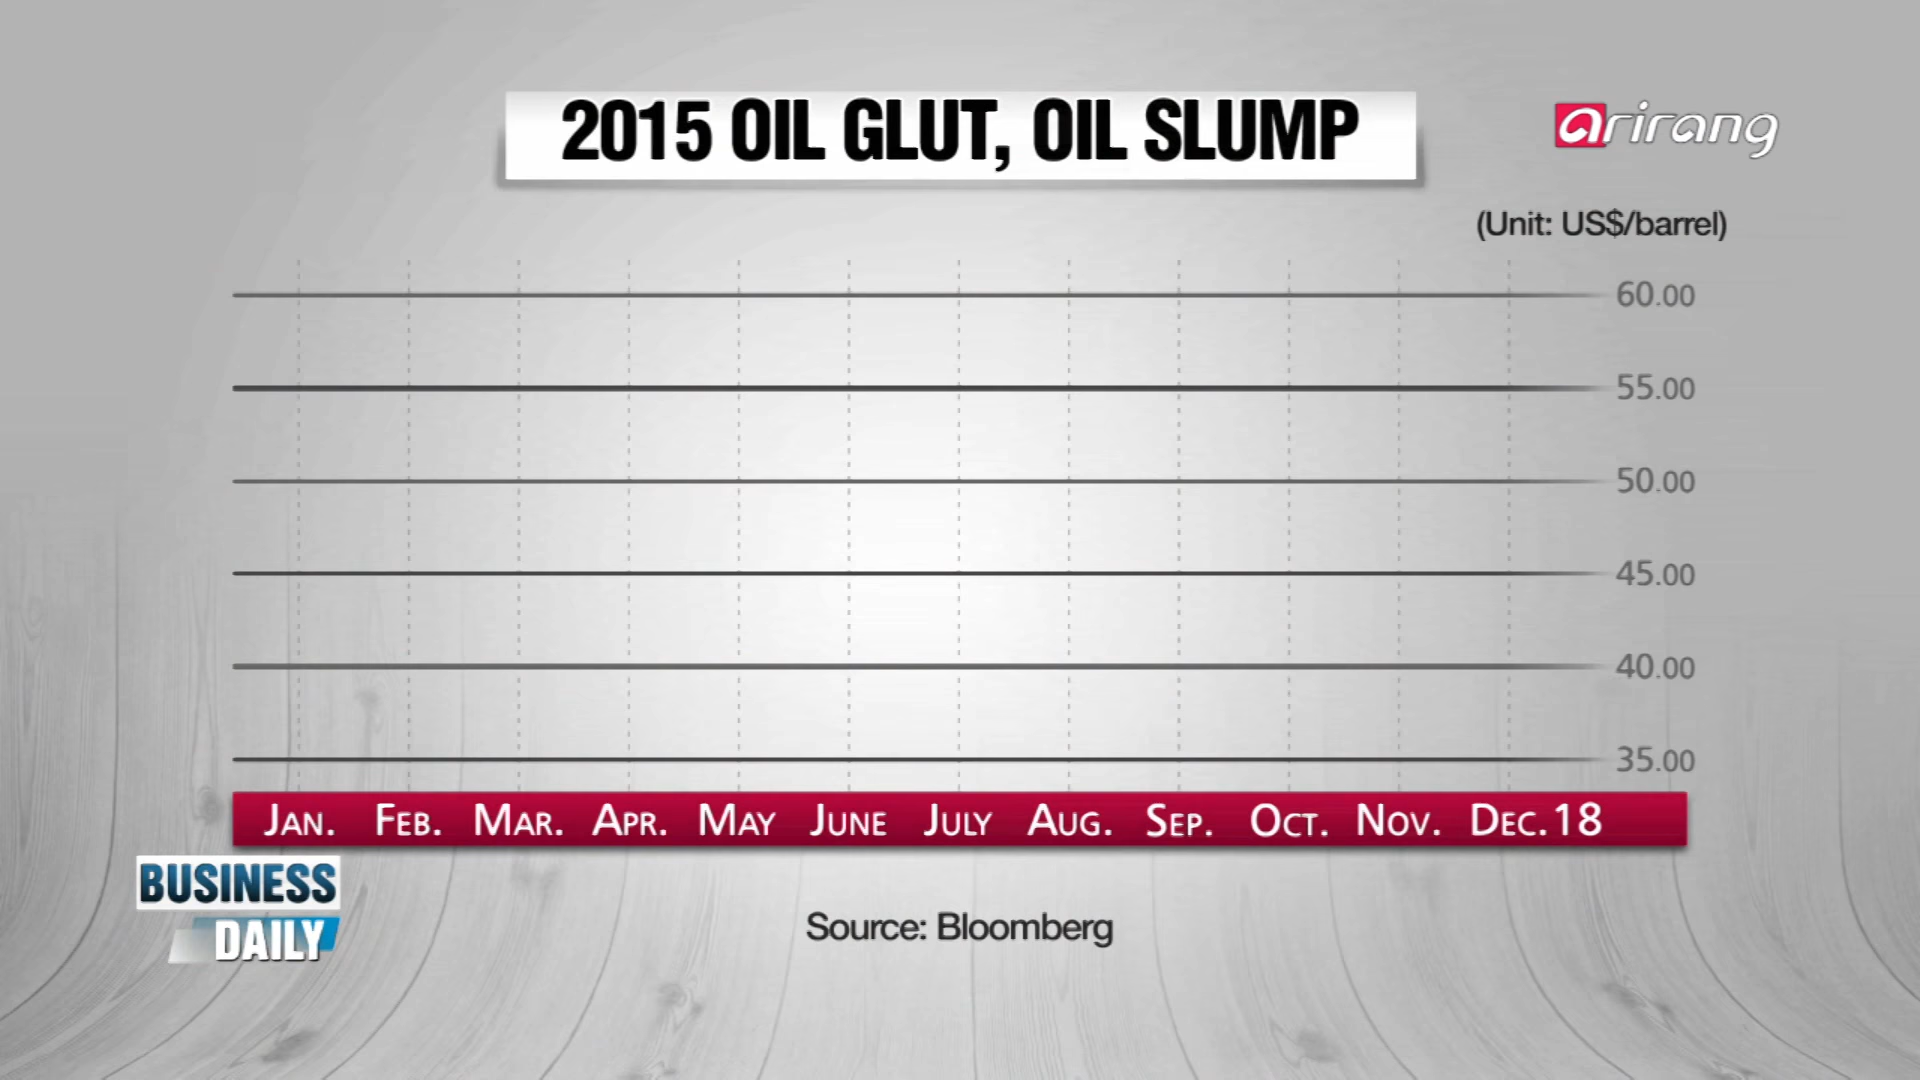 2015 OIL GLUT, OIL SLUMP
arirang
(Unit: US$/barrel)
60.00
55.00
50.00
45.00
40.00
35.00
JAN. FEB. MAR. APR. MAY JUNE JULY AUG. SEP. OCT. NOV. DEC.18
BUSINESS
DAILY
Source: Bloomberg